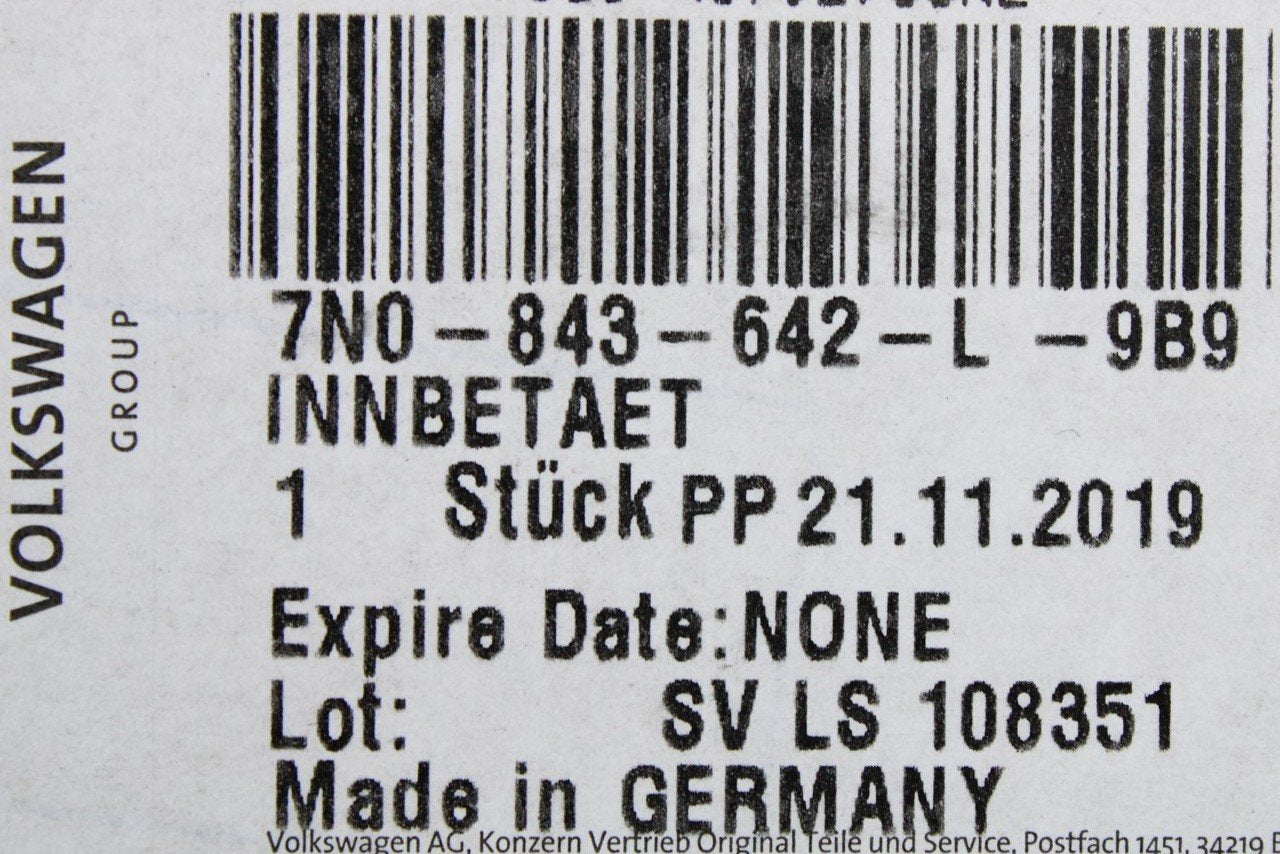 VOLKSWAGEN
GROUP
7N0-843-642-L -9B9
INNBETAET
1 Stück PP 21.11.2019
Expire Date:NONE
Lot: SV LS 108351
Made in GERMANY
Volkswagen AG, Konzern Vertrieb Original Teile und Service, Postfach 1451, 34219